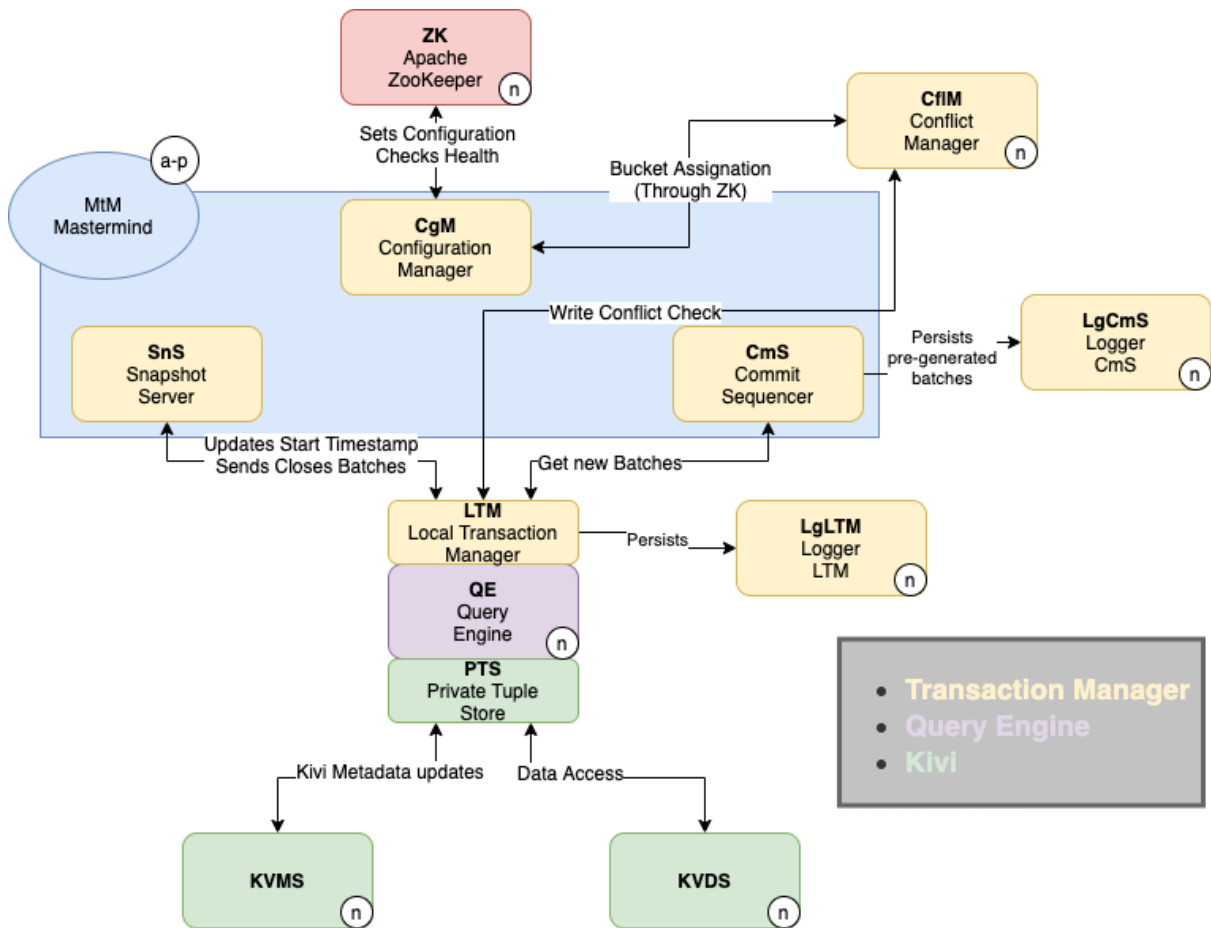 ZK
Apache
ZooKeeper
n
Sets Configuration
Checks Health
CflM
Conflict
Manager
n
a-p
MtM
Mastermind
Bucket Assignation
(Through ZK)
CgM
Configuration
Manager
Write Conflict Check
SnS
Snapshot
Server
CmS
Commit
Sequencer
Persists
pre-generated
batches
LgCmS
Logger
CmS
n
Updates Start Timestamp
Sends Closes Batches
Get new Batches
LTM
Local Transaction
Manager
Persists
LgLTM
Logger
LTM
n
QE
Query
Engine
n
PTS
Private Tuple
Store
• Transaction Manager
• Query Engine
• Kivi
Kivi Metadata updates
Data Access
KVMS
n
KVDS
n